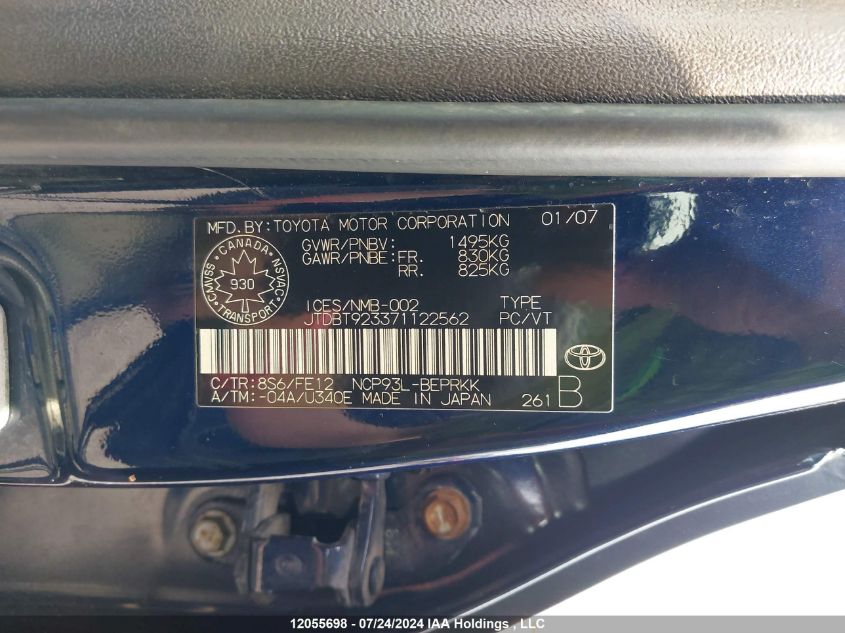 MFD.BY:TOYOTA MOTOR CORPORATION 01/07
GVWR/PNBV: 1495KG
GAWR/PNBE:FR. 830KG
RR. 825KG
CMVSS CANADA NSVAC TRANSPORT
930
ICES/NMB-002 TYPE
JTDBT923371122562 PC/VT
C/TR:8S6/FE12 NCP93L-BEPRKK
A/TM:-04A/U340E MADE IN JAPAN 261 B
12055698 - 07/24/2024 IAA Holdings, LLC/